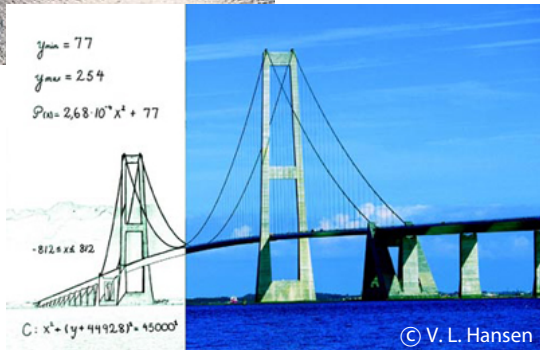 ymin = 77
ymax = 254
P(x) = 2,68·10⁻⁴ x² + 77
-812 ≤ x ≤ 812
C: x² + (y + 44928)² = 45000²
© V. L. Hansen